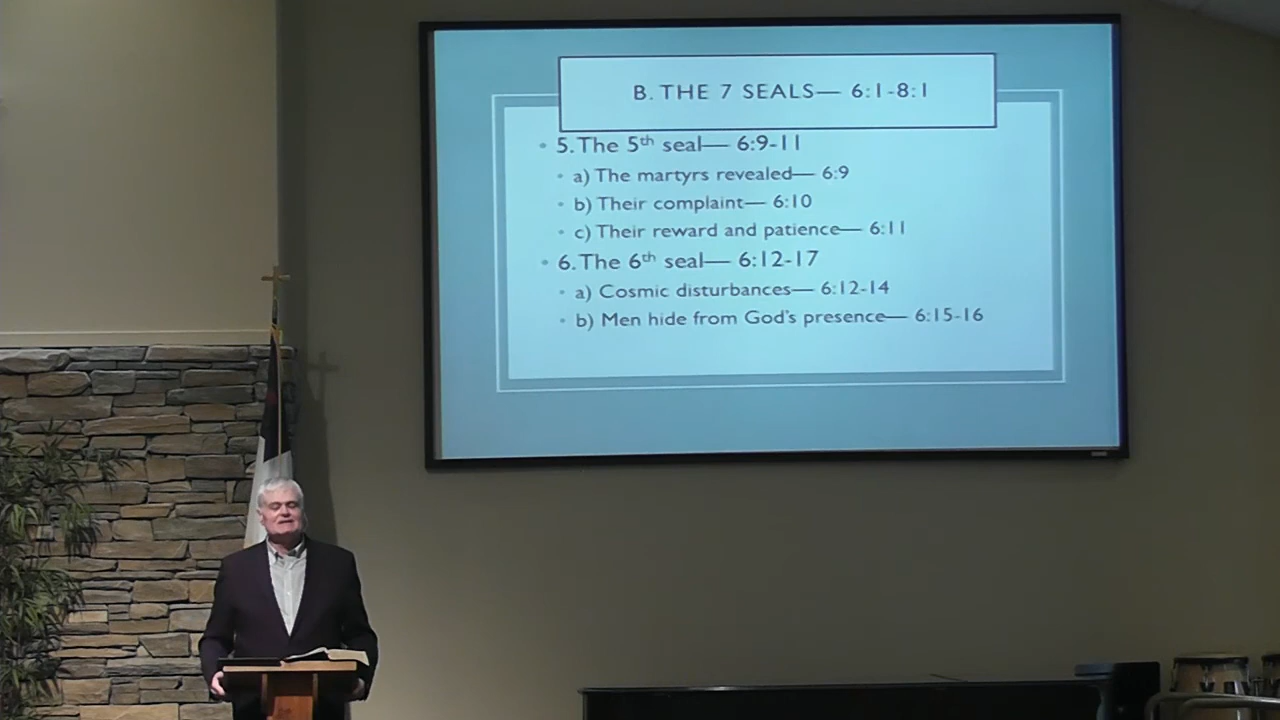 B. THE 7 SEALS— 6:1-8:1
• 5. The 5th seal— 6:9-11
• a) The martyrs revealed— 6:9
• b) Their complaint— 6:10
• c) Their reward and patience— 6:11
• 6. The 6th seal— 6:12-17
• a) Cosmic disturbances— 6:12-14
• b) Men hide from God's presence— 6:15-16